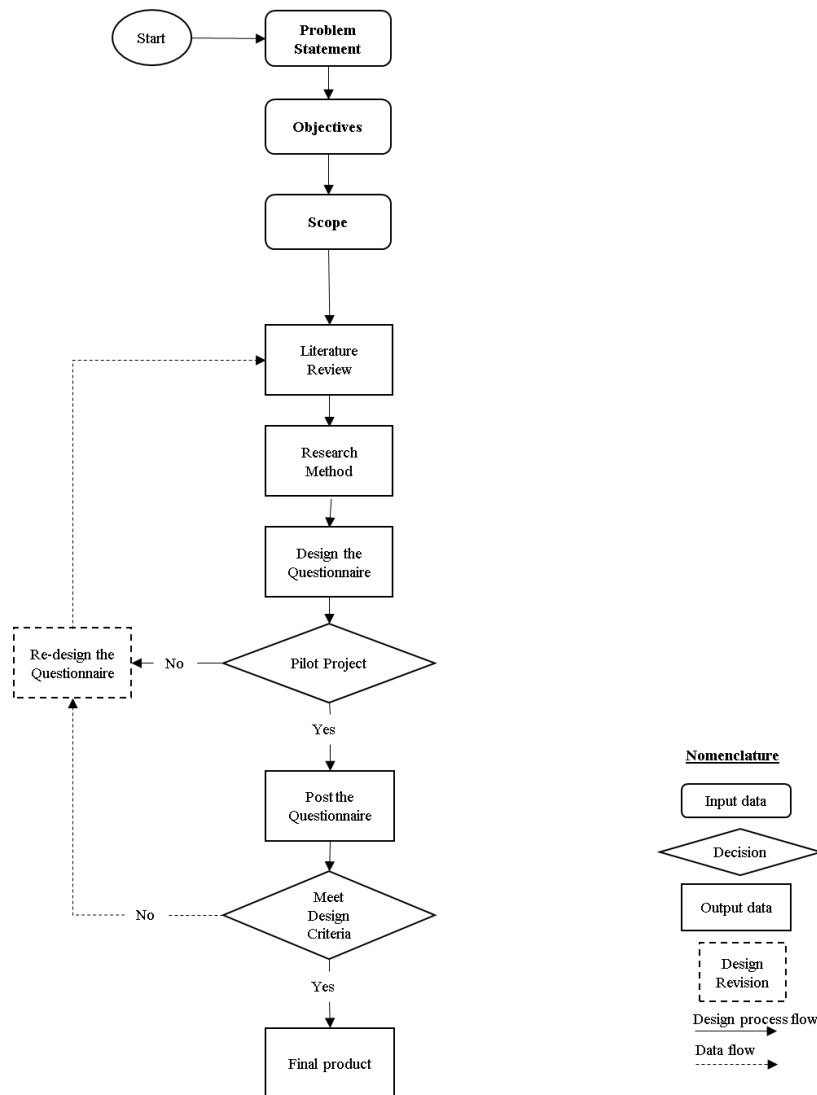 Start
Problem
Statement
Objectives
Scope
Literature
Review
Research
Method
Design the
Questionnaire
Re-design the
Questionnaire
No
Pilot Project
Yes
Post the
Questionnaire
No
Meet
Design
Criteria
Yes
Final product
Nomenclature
Input data
Decision
Output data
Design
Revision
Design process flow
Data flow